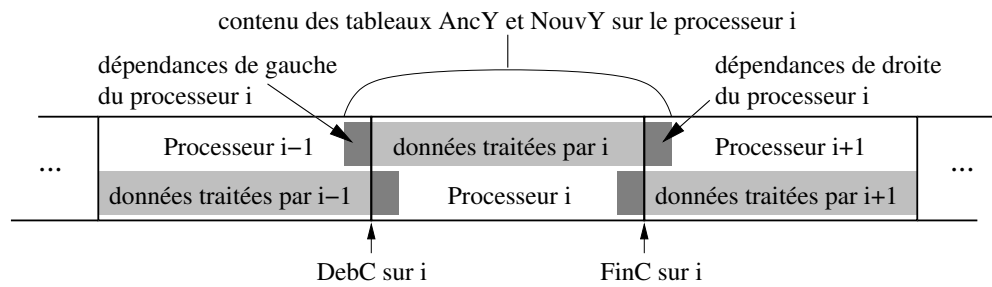 contenu des tableaux AncY et NouvY sur le processeur i
dépendances de gauche
du processeur i
dépendances de droite
du processeur i
Processeur i−1
données traitées par i
Processeur i+1
...
...
données traitées par i−1
Processeur i
données traitées par i+1
DebC sur i
FinC sur i